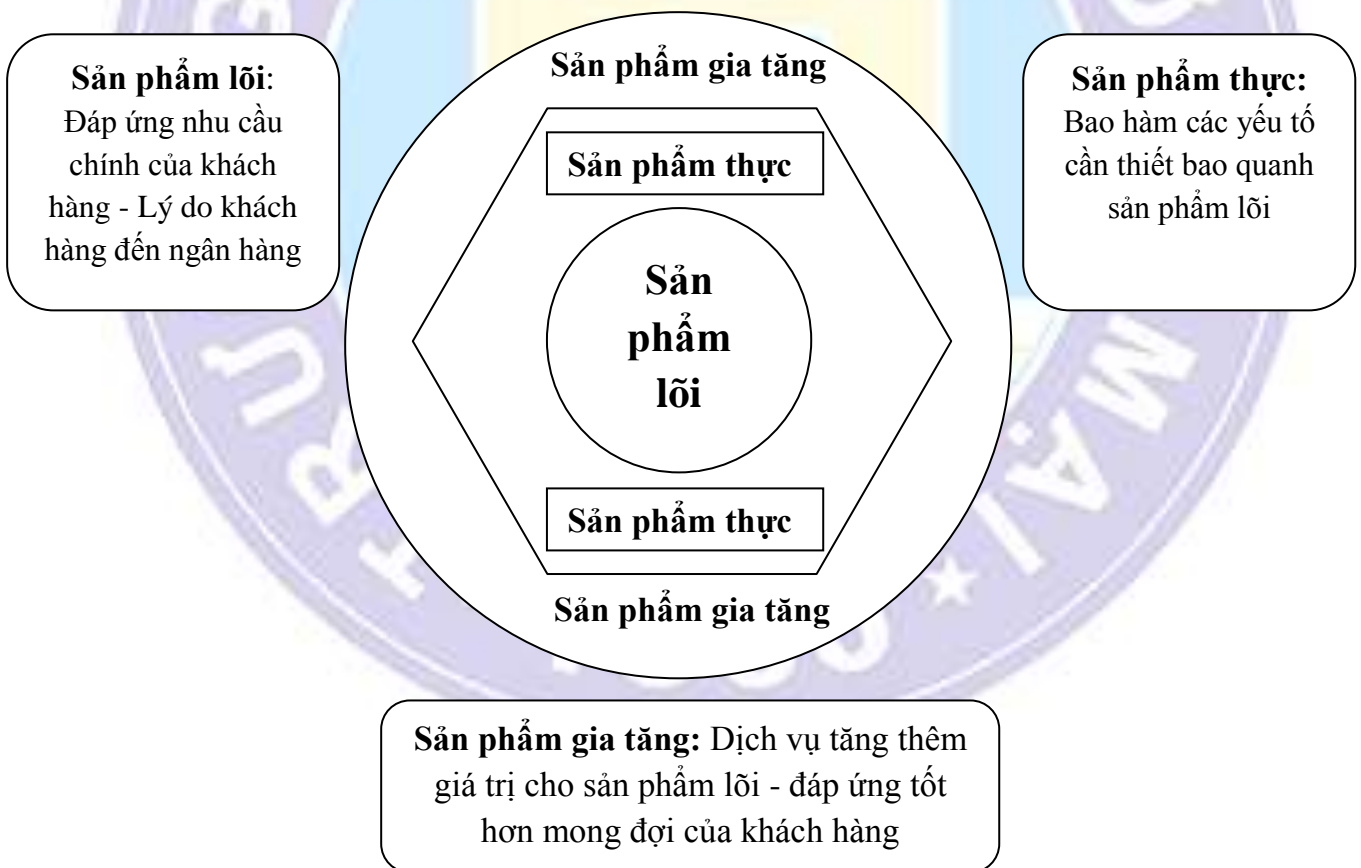 Sản phẩm lõi:
Đáp ứng nhu cầu
chính của khách
hàng - Lý do khách
hàng đến ngân hàng
Sản phẩm gia tăng
Sản phẩm thực
Sản
phẩm
lõi
Sản phẩm thực
Sản phẩm gia tăng
Sản phẩm thực:
Bao hàm các yếu tố
cần thiết bao quanh
sản phẩm lõi
Sản phẩm gia tăng: Dịch vụ tăng thêm
giá trị cho sản phẩm lõi - đáp ứng tốt
hơn mong đợi của khách hàng